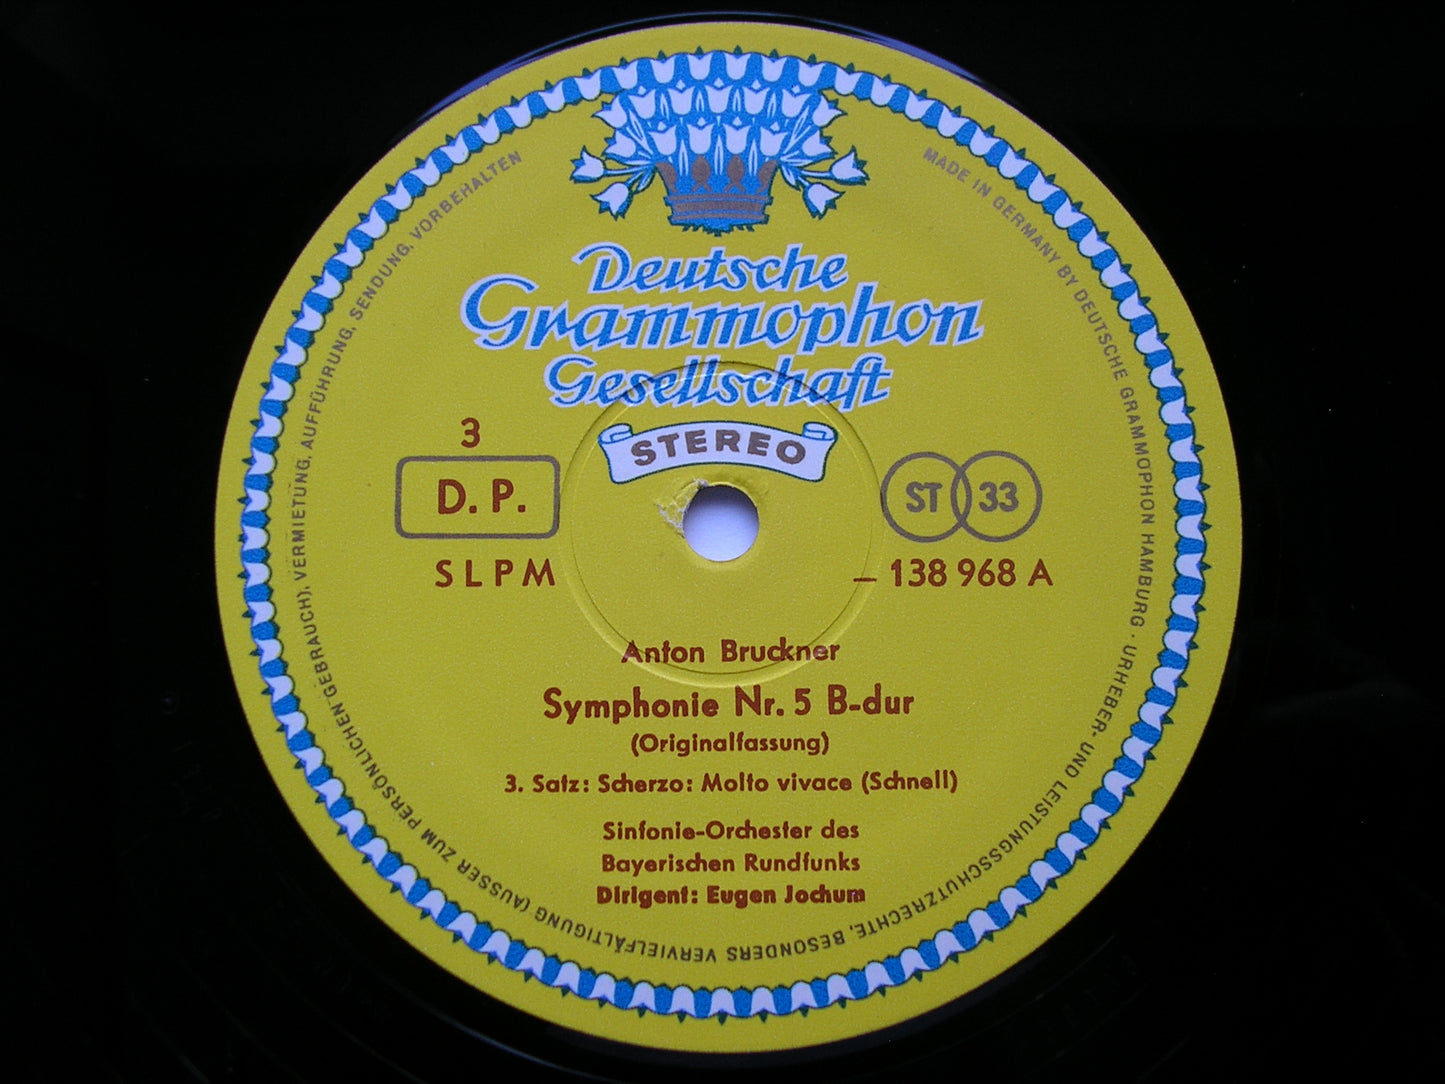 Deutsche
Grammophon
Gesellschaft
STEREO
3
D. P.
ST 33
SLPM
– 138 968 A
Anton Bruckner
Symphonie Nr. 5 B-dur
(Originalfassung)
3. Satz: Scherzo: Molto vivace (Schnell)
Sinfonie-Orchester des
Bayerischen Rundfunks
Dirigent: Eugen Jochum
MADE IN GERMANY BY DEUTSCHE GRAMMOPHON HAMBURG · URHEBER- UND LEISTUNGSSCHUTZRECHTE, BESONDERS VERVIELFÄLTIGUNG (AUSSER ZUM PERSÖNLICHEN GEBRAUCH), VERMIETUNG, AUFFÜHRUNG, SENDUNG, VORBEHALTEN